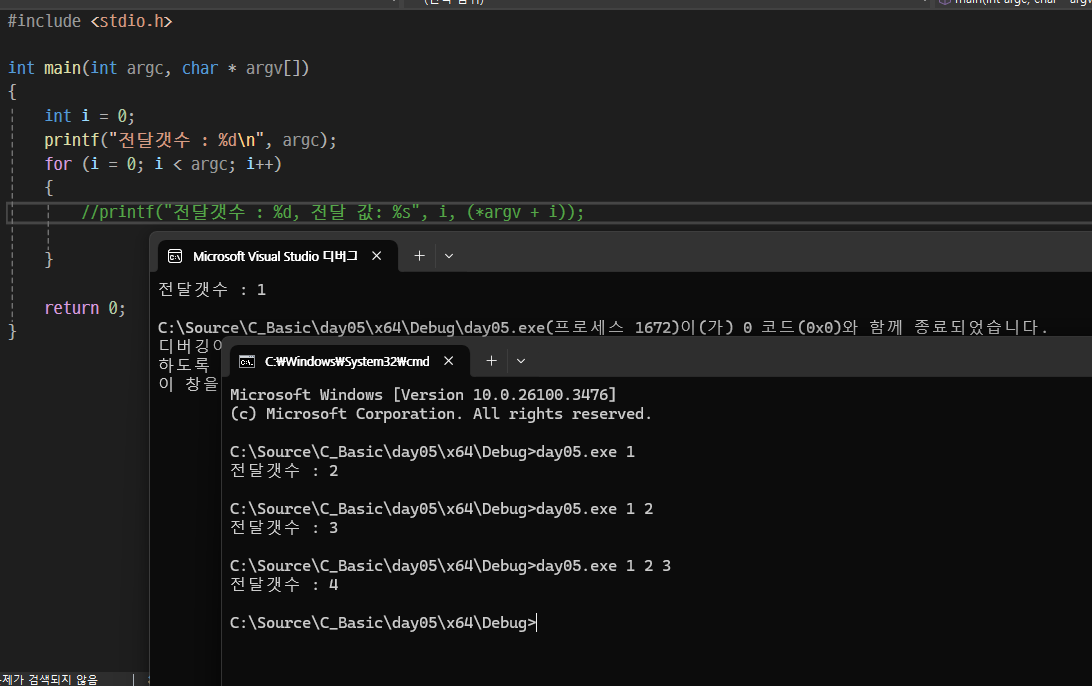 main(int argc, char * argv
#include <stdio.h>
int main(int argc, char * argv[])
{
int i = 0;
printf("전달갯수 : %d\n", argc);
for (i = 0; i < argc; i++)
{
//printf("전달갯수 : %d, 전달 값: %s", i, (*argv + i));
}
return 0;
}
Microsoft Visual Studio 디버그
전달갯수 : 1
C:\Source\C_Basic\day05\x64\Debug\day05.exe(프로세스 1672)이(가) 0 코드(0x0)와 함께 종료되었습니다.
디버깅이
하도록
이 창을
C:₩Windows₩System32₩cmd
Microsoft Windows [Version 10.0.26100.3476]
(c) Microsoft Corporation. All rights reserved.
C:\Source\C_Basic\day05\x64\Debug>day05.exe 1
전달갯수 : 2
C:\Source\C_Basic\day05\x64\Debug>day05.exe 1 2
전달갯수 : 3
C:\Source\C_Basic\day05\x64\Debug>day05.exe 1 2 3
전달갯수 : 4
C:\Source\C_Basic\day05\x64\Debug>
제가 검색되지 않음